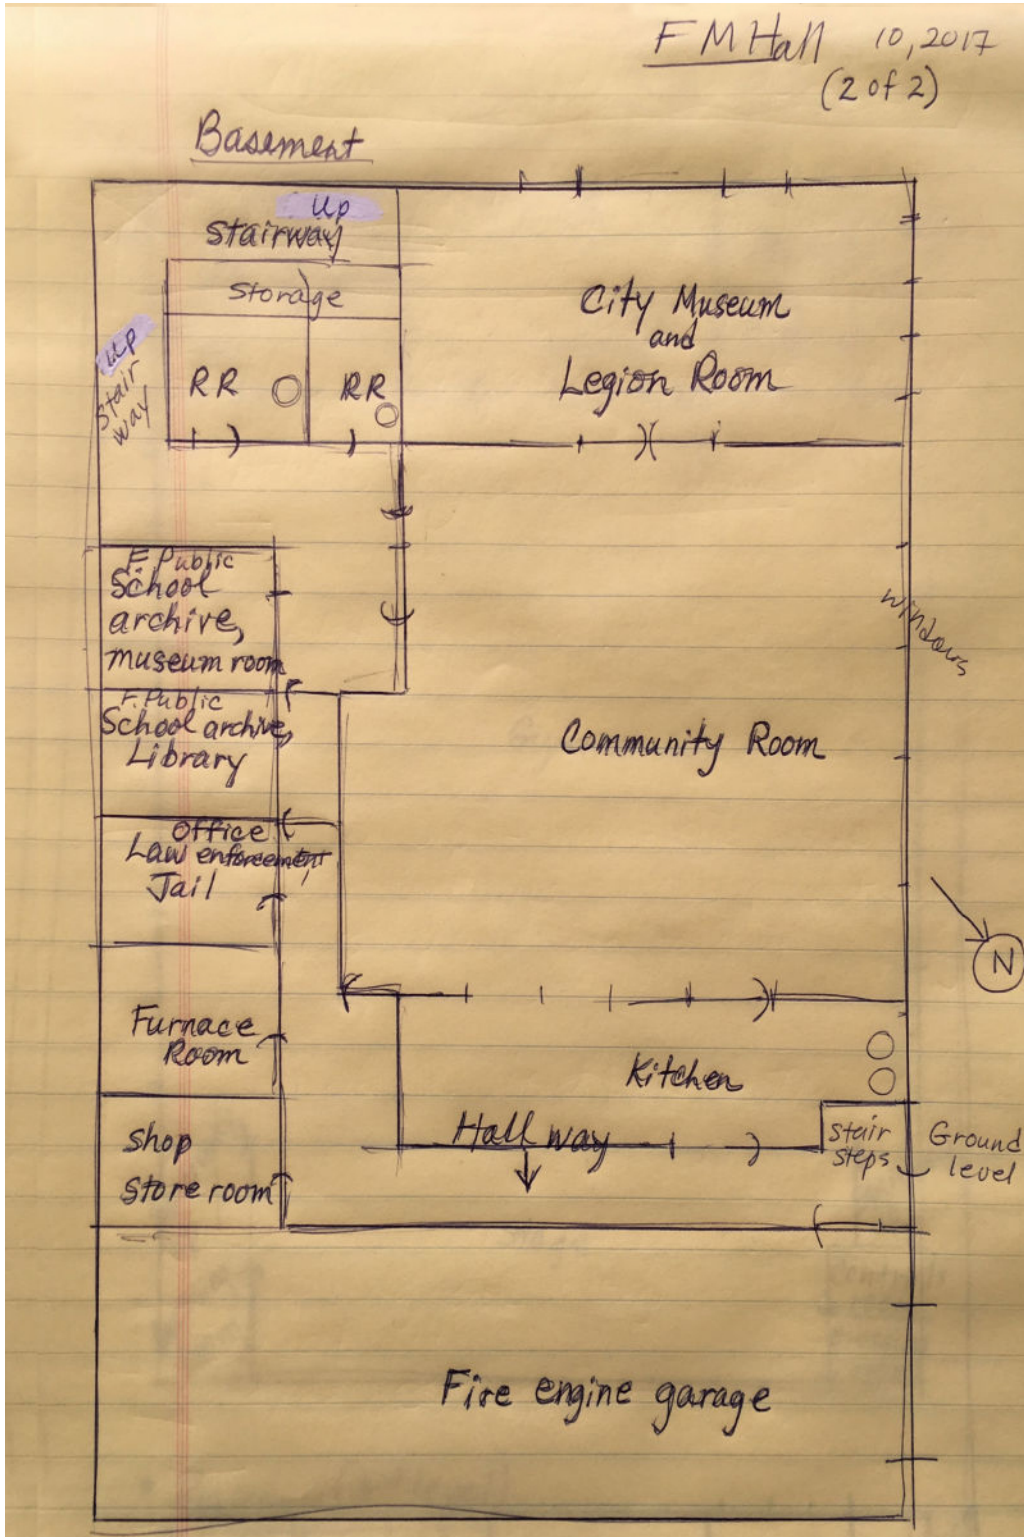 FMHall 10, 2017
(2 of 2)
Basement
Up
Stairway
Storage
City Museum
and
Legion Room
Up
Stair
way
RR
RR
F. Public
School
archive,
museum room
windows
F. Public
School archive,
Library
Community Room
Office
Law enforcement
Jail
N
Furnace
Room
Kitchen
Hall way
Stair
steps
Ground
level
Shop
Store room
Fire engine garage